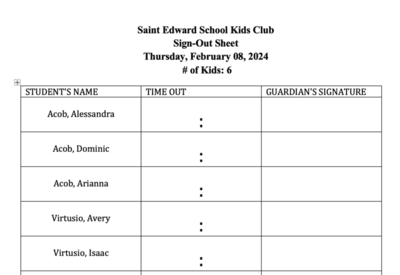 Saint Edward School Kids Club
Sign-Out Sheet
Thursday, February 08, 2024
# of Kids: 6
STUDENT'S NAME TIME OUT GUARDIAN'S SIGNATURE
Acob, Alessandra :
Acob, Dominic :
Acob, Arianna :
Virtusio, Avery :
Virtusio, Isaac :